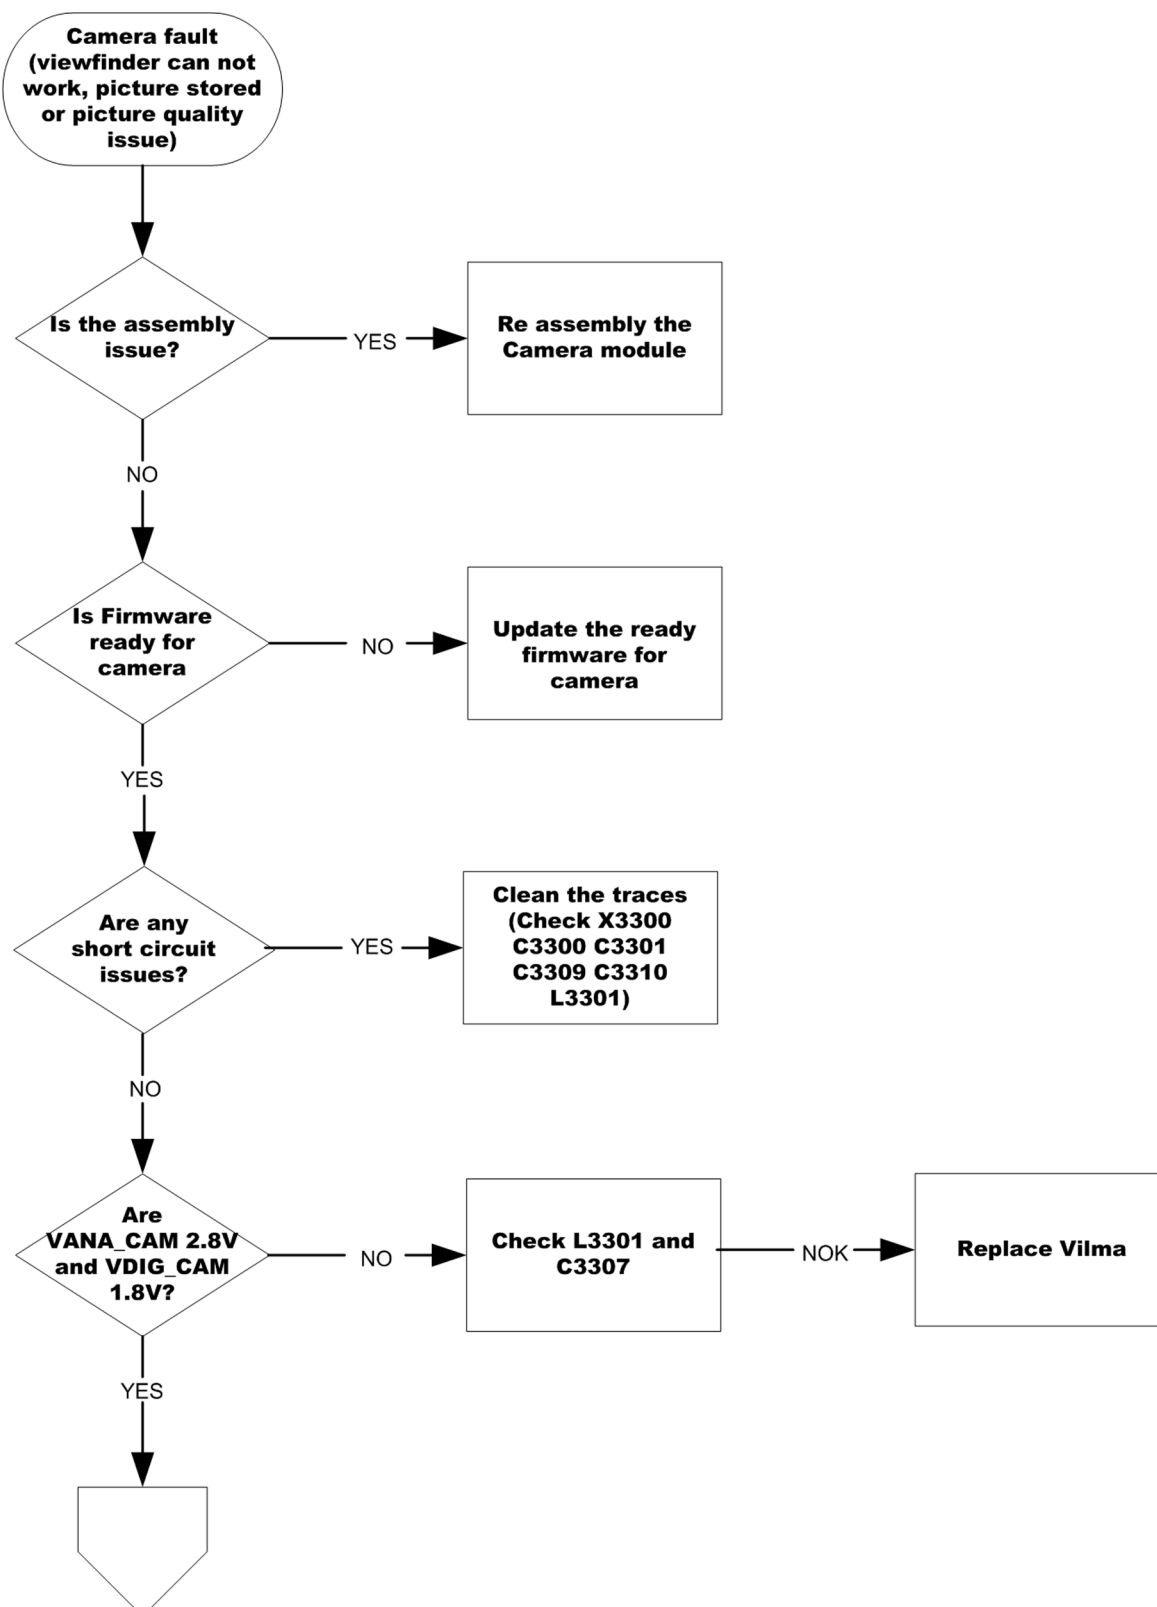 Camera fault
(viewfinder can not
work, picture stored
or picture quality
issue)
Is the assembly
issue?
YES
Re assembly the
Camera module
NO
Is Firmware
ready for
camera
NO
Update the ready
firmware for
camera
YES
Are any
short circuit
issues?
YES
Clean the traces
(Check X3300
C3300 C3301
C3309 C3310
L3301)
NO
Are
VANA_CAM 2.8V
and VDIG_CAM
1.8V?
NO
Check L3301 and
C3307
NOK
Replace Vilma
YES